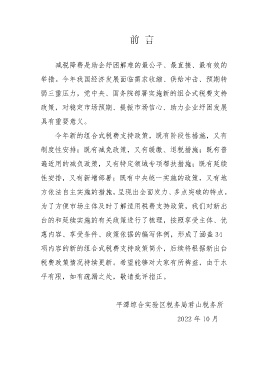 前 言
减税降费是助企纾困解难的最公平、最直接、最有效的
举措。今年我国经济发展面临需求收缩、供给冲击、预期转
弱三重压力。党中央、国务院部署实施新的组合式税费支持
政策，对稳定市场预期、提振市场信心、助力企业纾困发展
具有重要意义。
今年新的组合式税费支持政策，既有阶段性措施，又有
制度性安排；既有减免政策，又有缓缴、退税措施；既有普
遍适用的减负政策，又有特定领域专项帮扶措施；既有延续
性安排，又有新增部署；既有中央统一实施的政策，又有地
方依法自主实施的措施，呈现出全面发力、多点突破的特点。
为了方便市场主体及时了解适用税费支持政策，我们对新出
台的和延续实施的有关政策进行了梳理，按照享受主体、优
惠内容、享受条件、政策依据的编写体例，形成了涵盖 31
项内容的新的组合式税费支持政策简介，后续将根据新出台
税费政策情况持续更新。希望能够对大家有所裨益，由于水
平有限，如有疏漏之处，敬请批评指正。
平潭综合实验区税务局君山税务所
2022 年 10 月